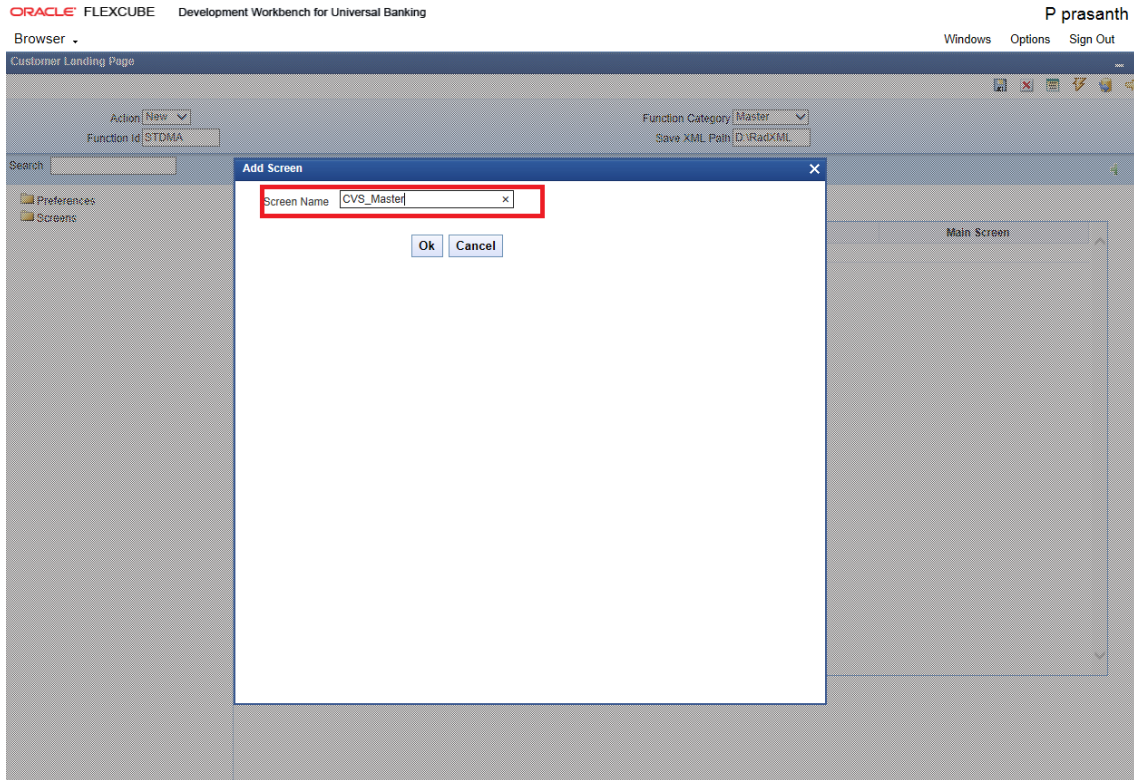 ORACLE FLEXCUBE Development Workbench for Universal Banking P prasanth
Browser Windows Options Sign Out
Customer Landing Page
Action New Function Category Master
Function Id STDMA Save XML Path D:\RadXML
Search Add Screen
Preferences Screen Name CVS_Master ×
Screens
Main Screen
Ok Cancel